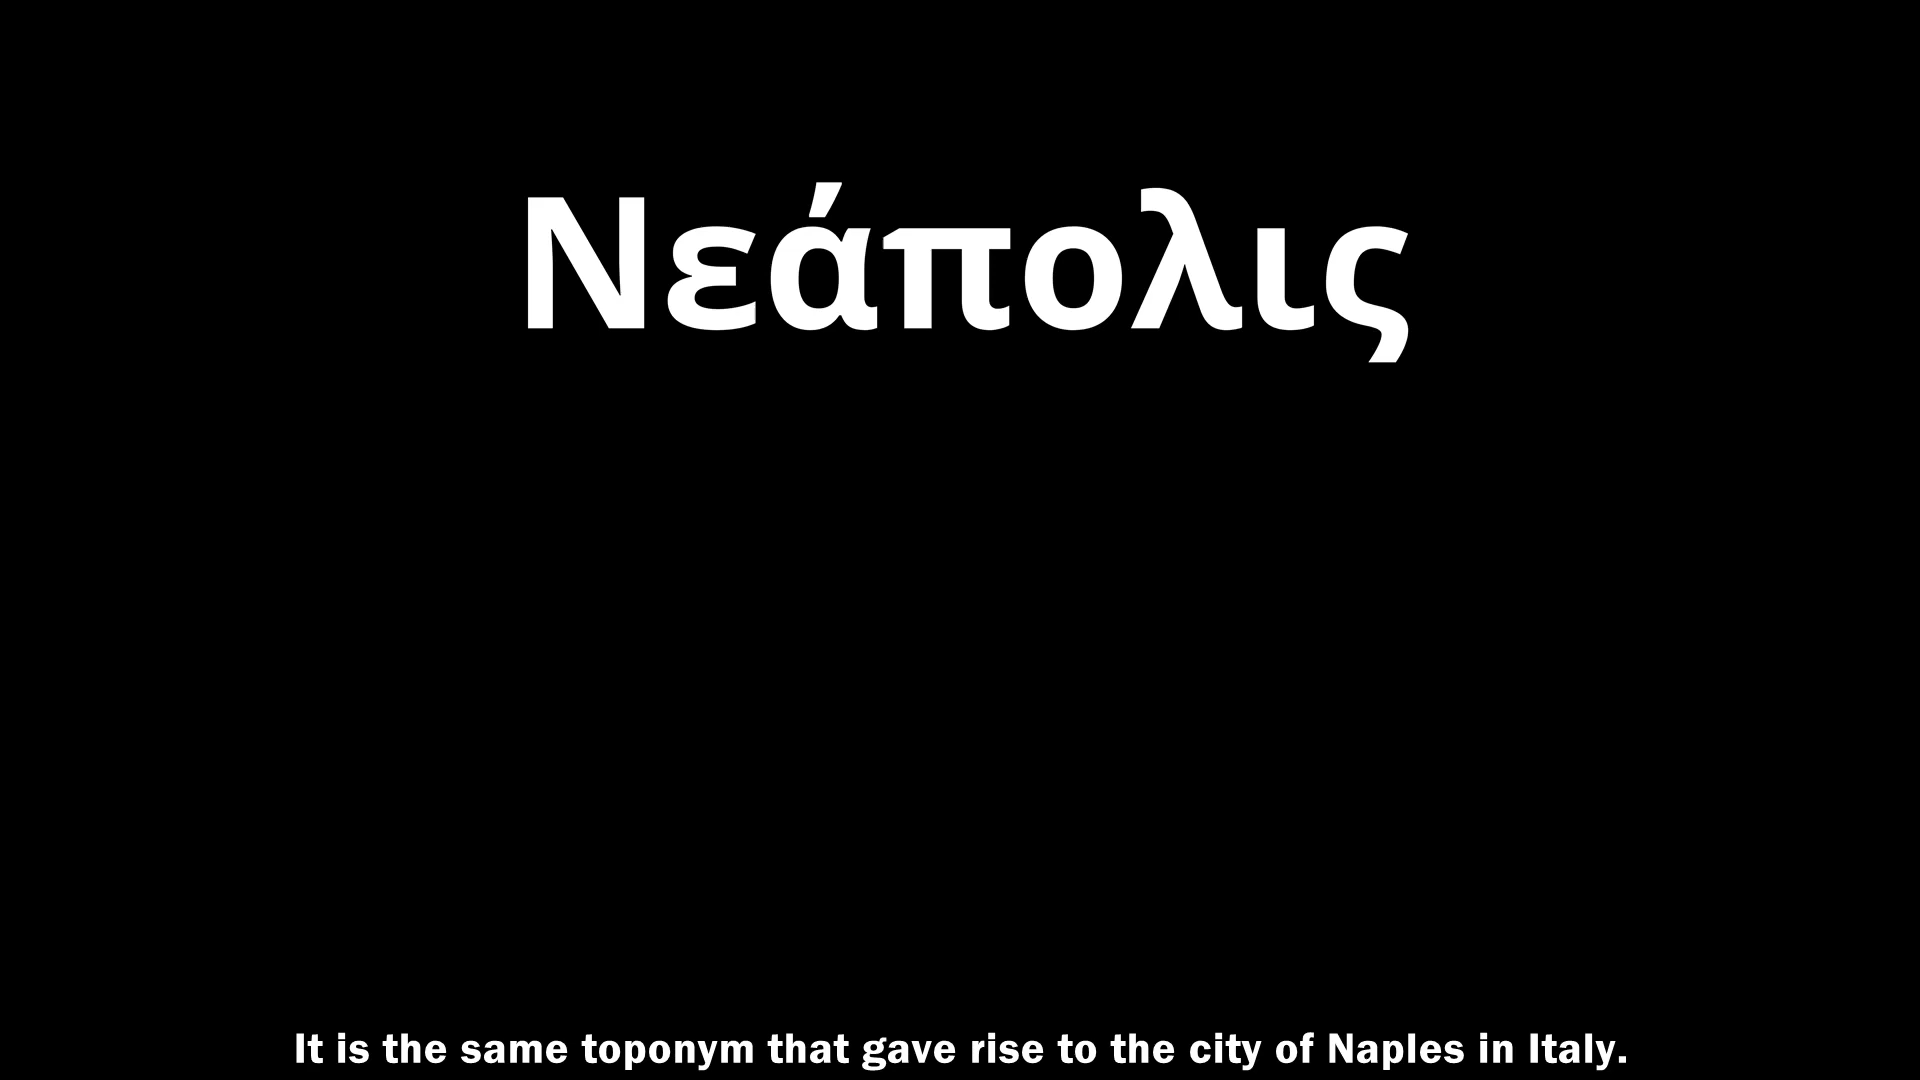 Νεάπολις
It is the same toponym that gave rise to the city of Naples in Italy.